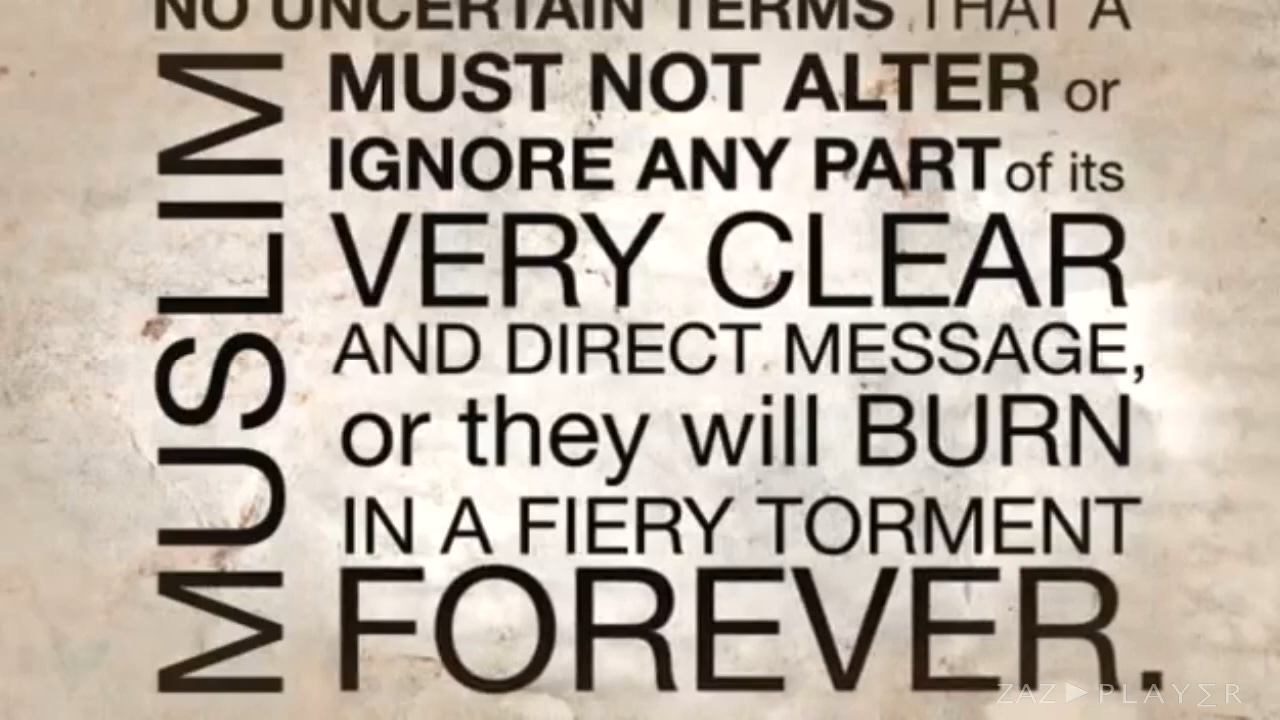 NO UNCERTAIN TERMS THAT A
MUSLIM
MUST NOT ALTER or
IGNORE ANY PART of its
VERY CLEAR
AND DIRECT MESSAGE,
or they will BURN
IN A FIERY TORMENT
FOREVER.
ZAZ▶PLAYΣR